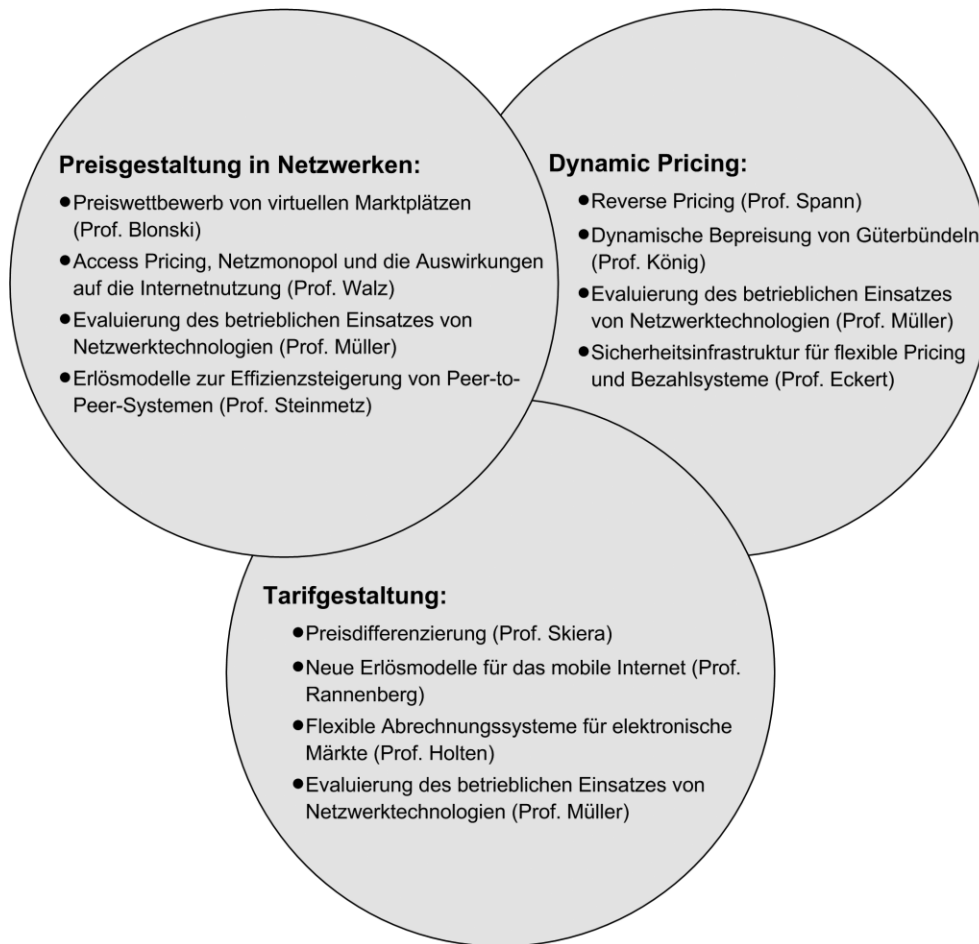 Preisgestaltung in Netzwerken:
●Preiswettbewerb von virtuellen Marktplätzen
(Prof. Blonski)
●Access Pricing, Netzmonopol und die Auswirkungen
auf die Internetnutzung (Prof. Walz)
●Evaluierung des betrieblichen Einsatzes von
Netzwerktechnologien (Prof. Müller)
●Erlösmodelle zur Effizienzsteigerung von Peer-to-
Peer-Systemen (Prof. Steinmetz)
Dynamic Pricing:
●Reverse Pricing (Prof. Spann)
●Dynamische Bepreisung von Güterbündeln
(Prof. König)
●Evaluierung des betrieblichen Einsatzes
von Netzwerktechnologien (Prof. Müller)
●Sicherheitsinfrastruktur für flexible Pricing
und Bezahlsysteme (Prof. Eckert)
Tarifgestaltung:
●Preisdifferenzierung (Prof. Skiera)
●Neue Erlösmodelle für das mobile Internet (Prof.
Rannenberg)
●Flexible Abrechnungssysteme für elektronische
Märkte (Prof. Holten)
●Evaluierung des betrieblichen Einsatzes von
Netzwerktechnologien (Prof. Müller)